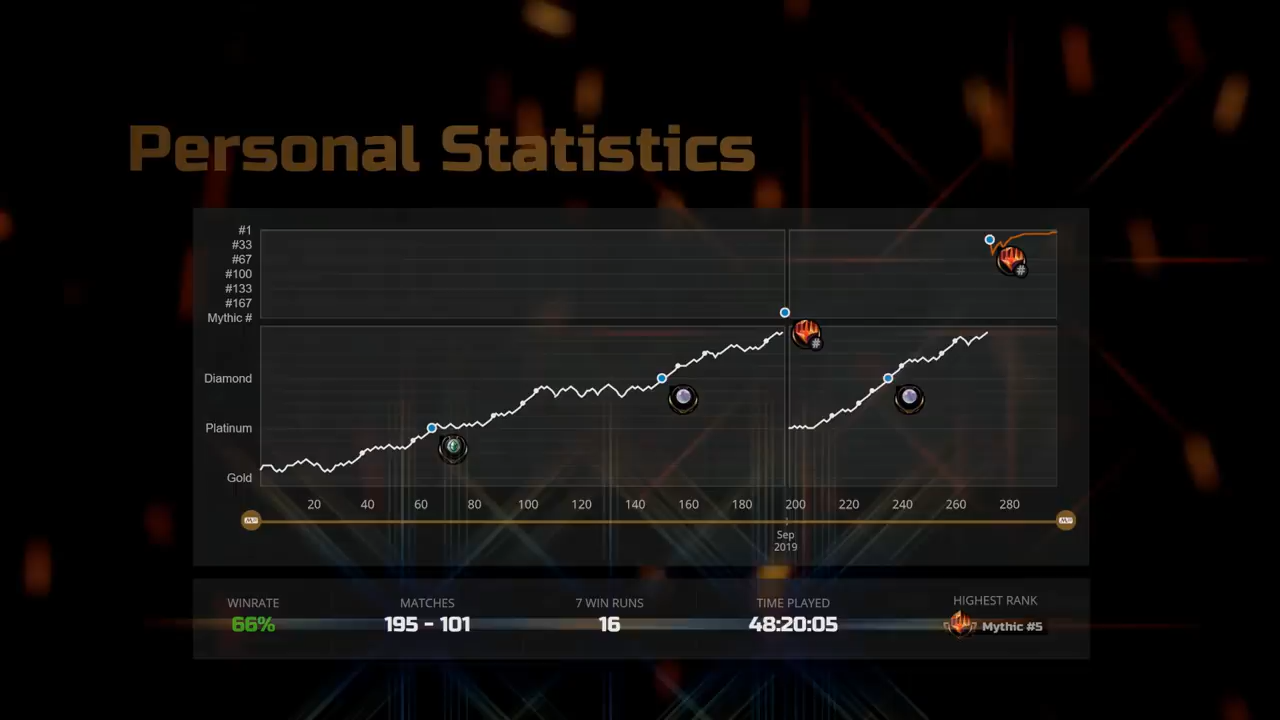 Personal Statistics
#1
#33
#67
#100
#133
#167
Mythic #
Diamond
Platinum
Gold
20 40 60 80 100 120 140 160 180 200 220 240 260 280
Sep
2019
WINRATE MATCHES 7 WIN RUNS TIME PLAYED HIGHEST RANK
66% 195 - 101 16 48:20:05 Mythic #5